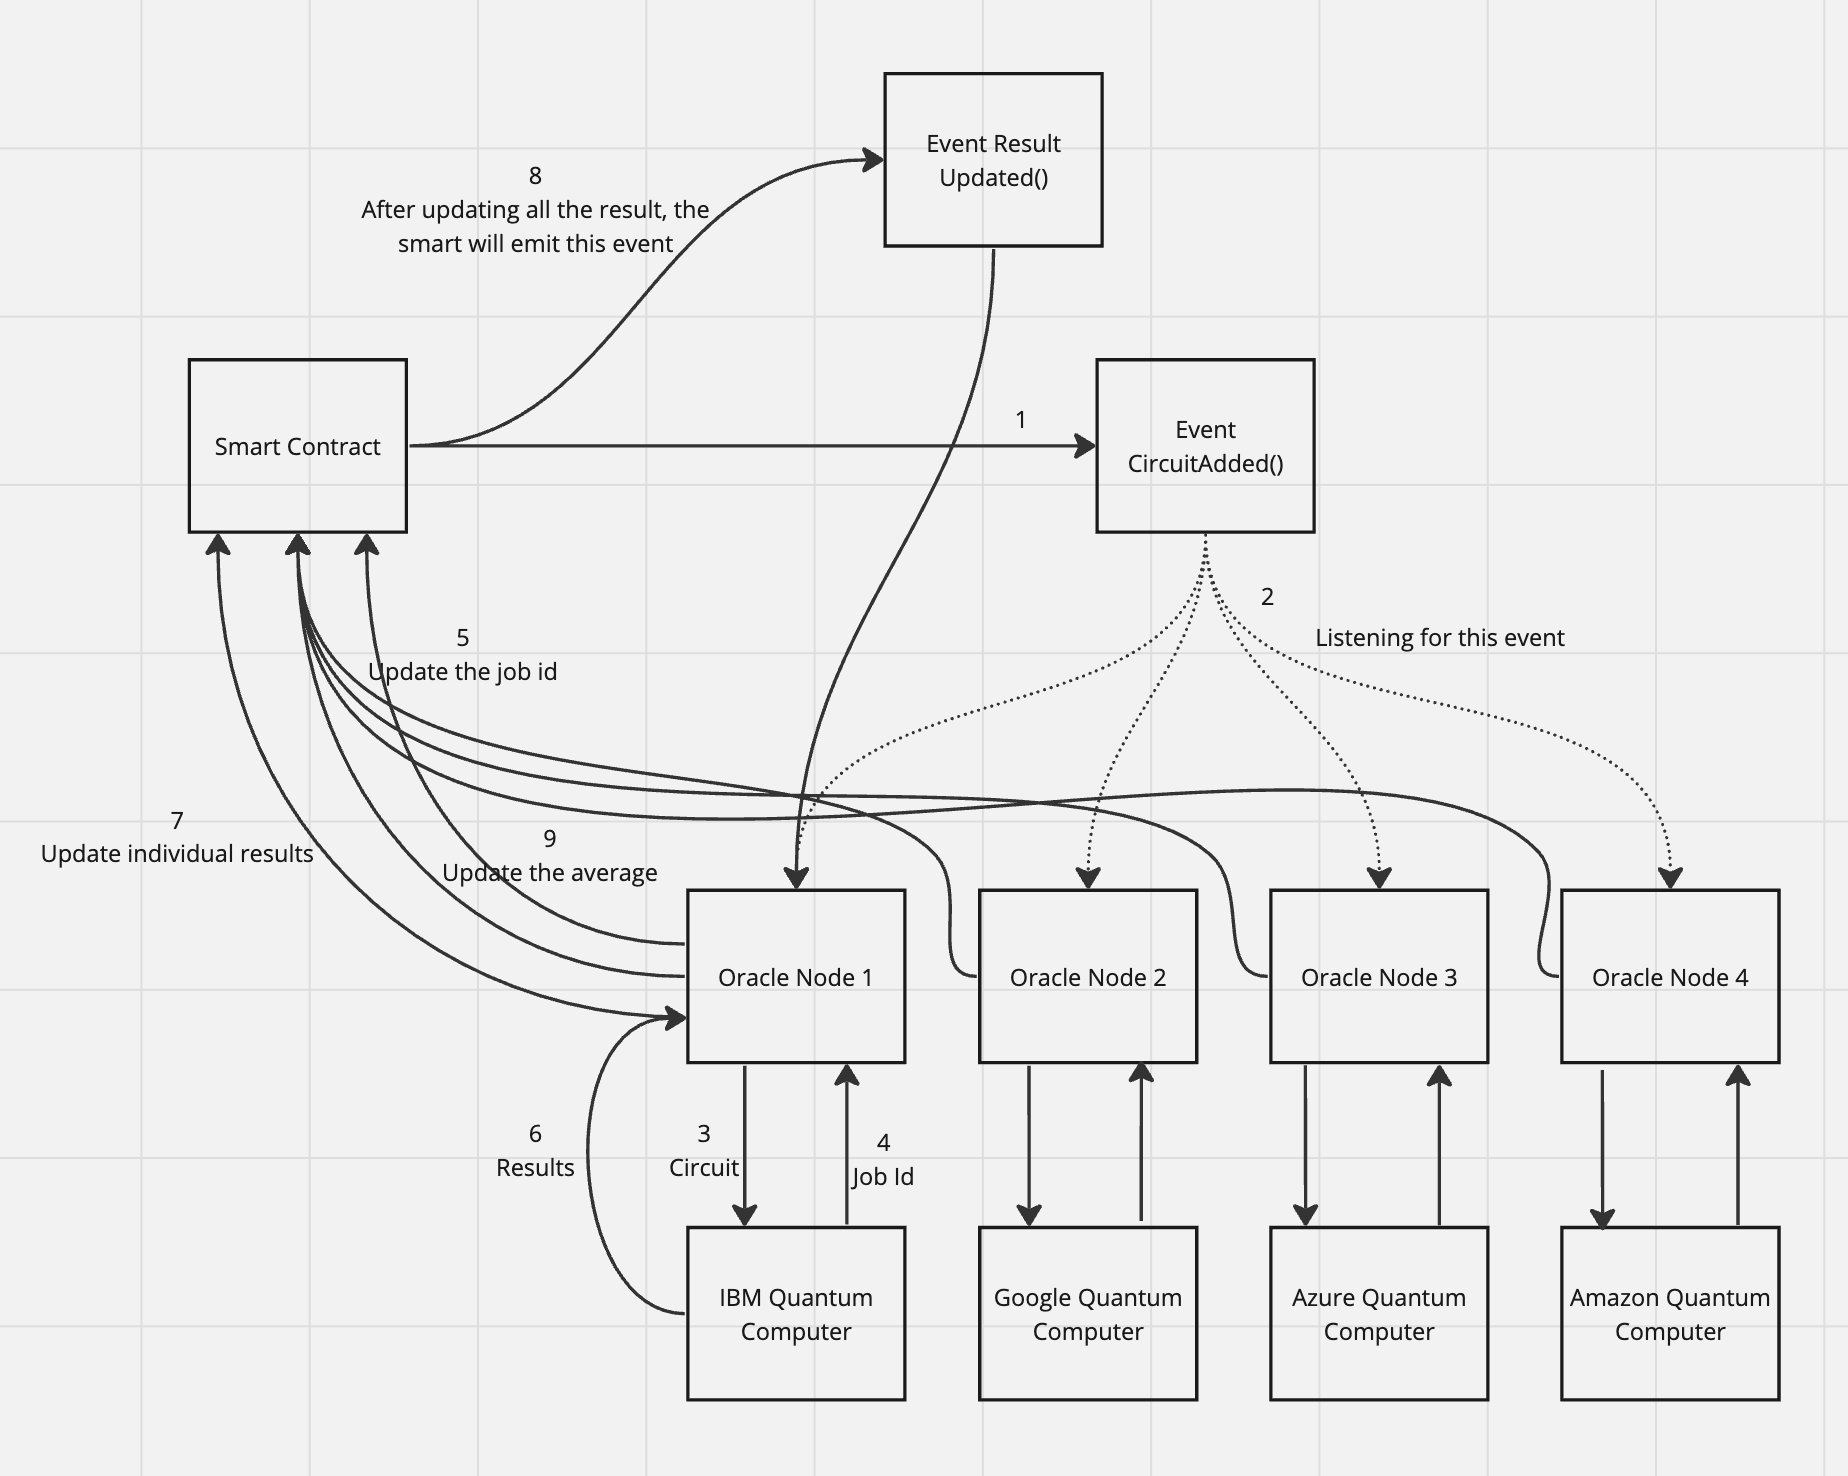 Event Result
Updated()
8
After updating all the result, the
smart will emit this event
Smart Contract
1
Event
CircuitAdded()
2
Listening for this event
5
Update the job id
7
Update individual results
9
Update the average
Oracle Node 1
Oracle Node 2
Oracle Node 3
Oracle Node 4
6
Results
3
Circuit
4
Job Id
IBM Quantum
Computer
Google Quantum
Computer
Azure Quantum
Computer
Amazon Quantum
Computer